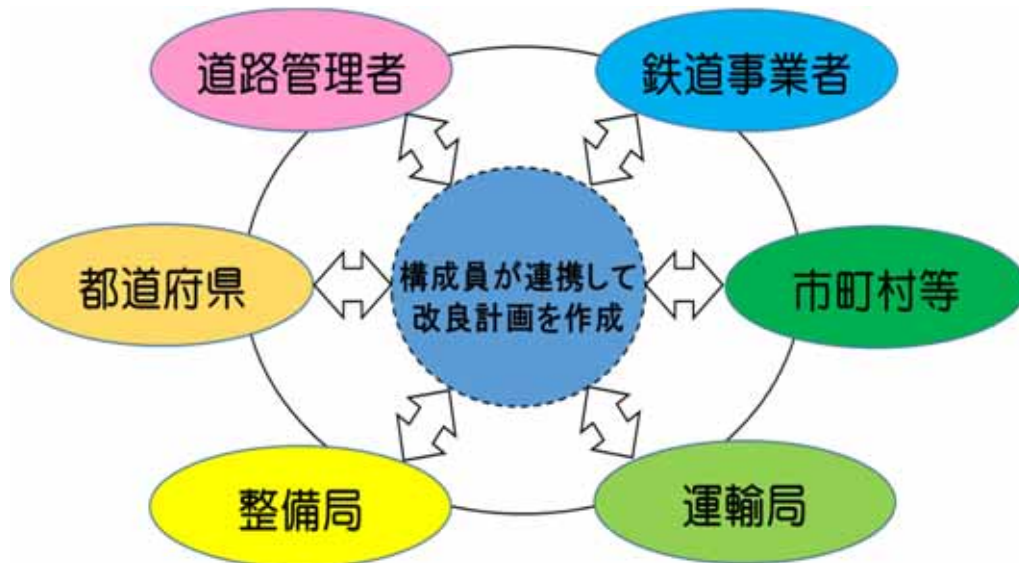 道路管理者
鉄道事業者
都道府県
構成員が連携して
改良計画を作成
市町村等
整備局
運輸局